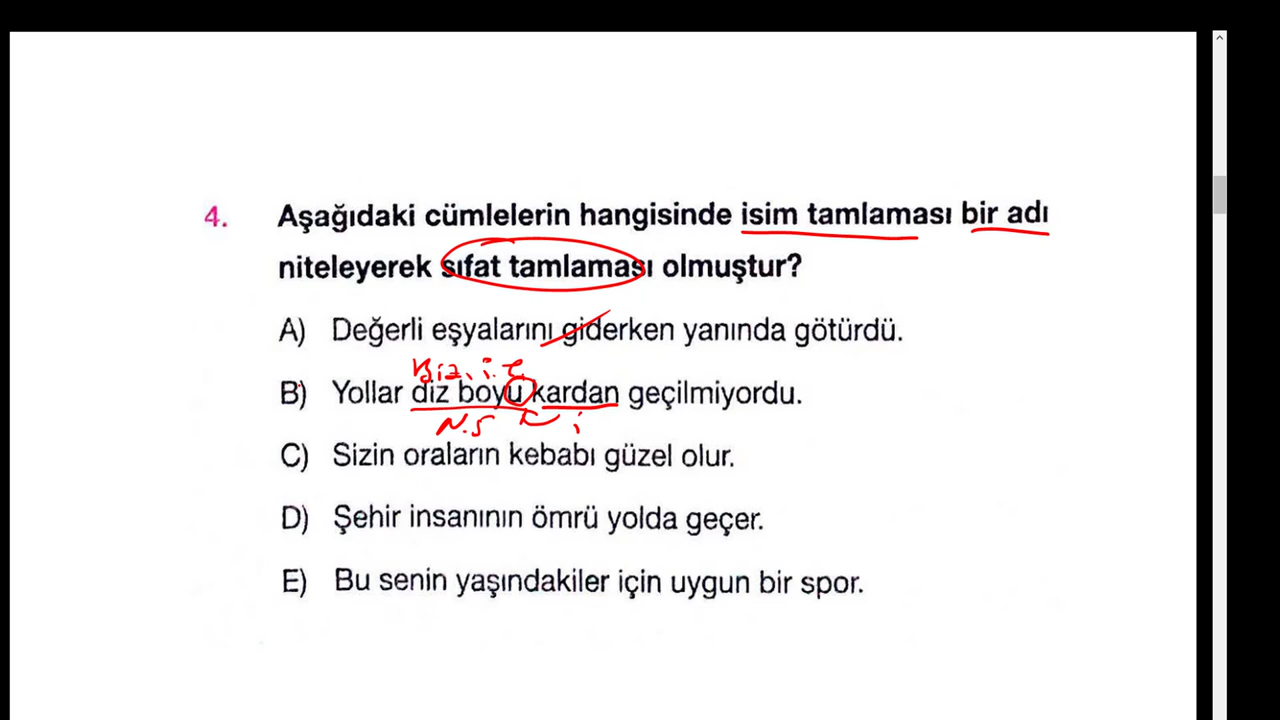 4. Aşağıdaki cümlelerin hangisinde isim tamlaması bir adı
niteleyerek sıfat tamlaması olmuştur?
A) Değerli eşyalarını giderken yanında götürdü.
B) Yollar diz boyu kardan geçilmiyordu.
N.S i
C) Sizin oraların kebabı güzel olur.
D) Şehir insanının ömrü yolda geçer.
E) Bu senin yaşındakiler için uygun bir spor.